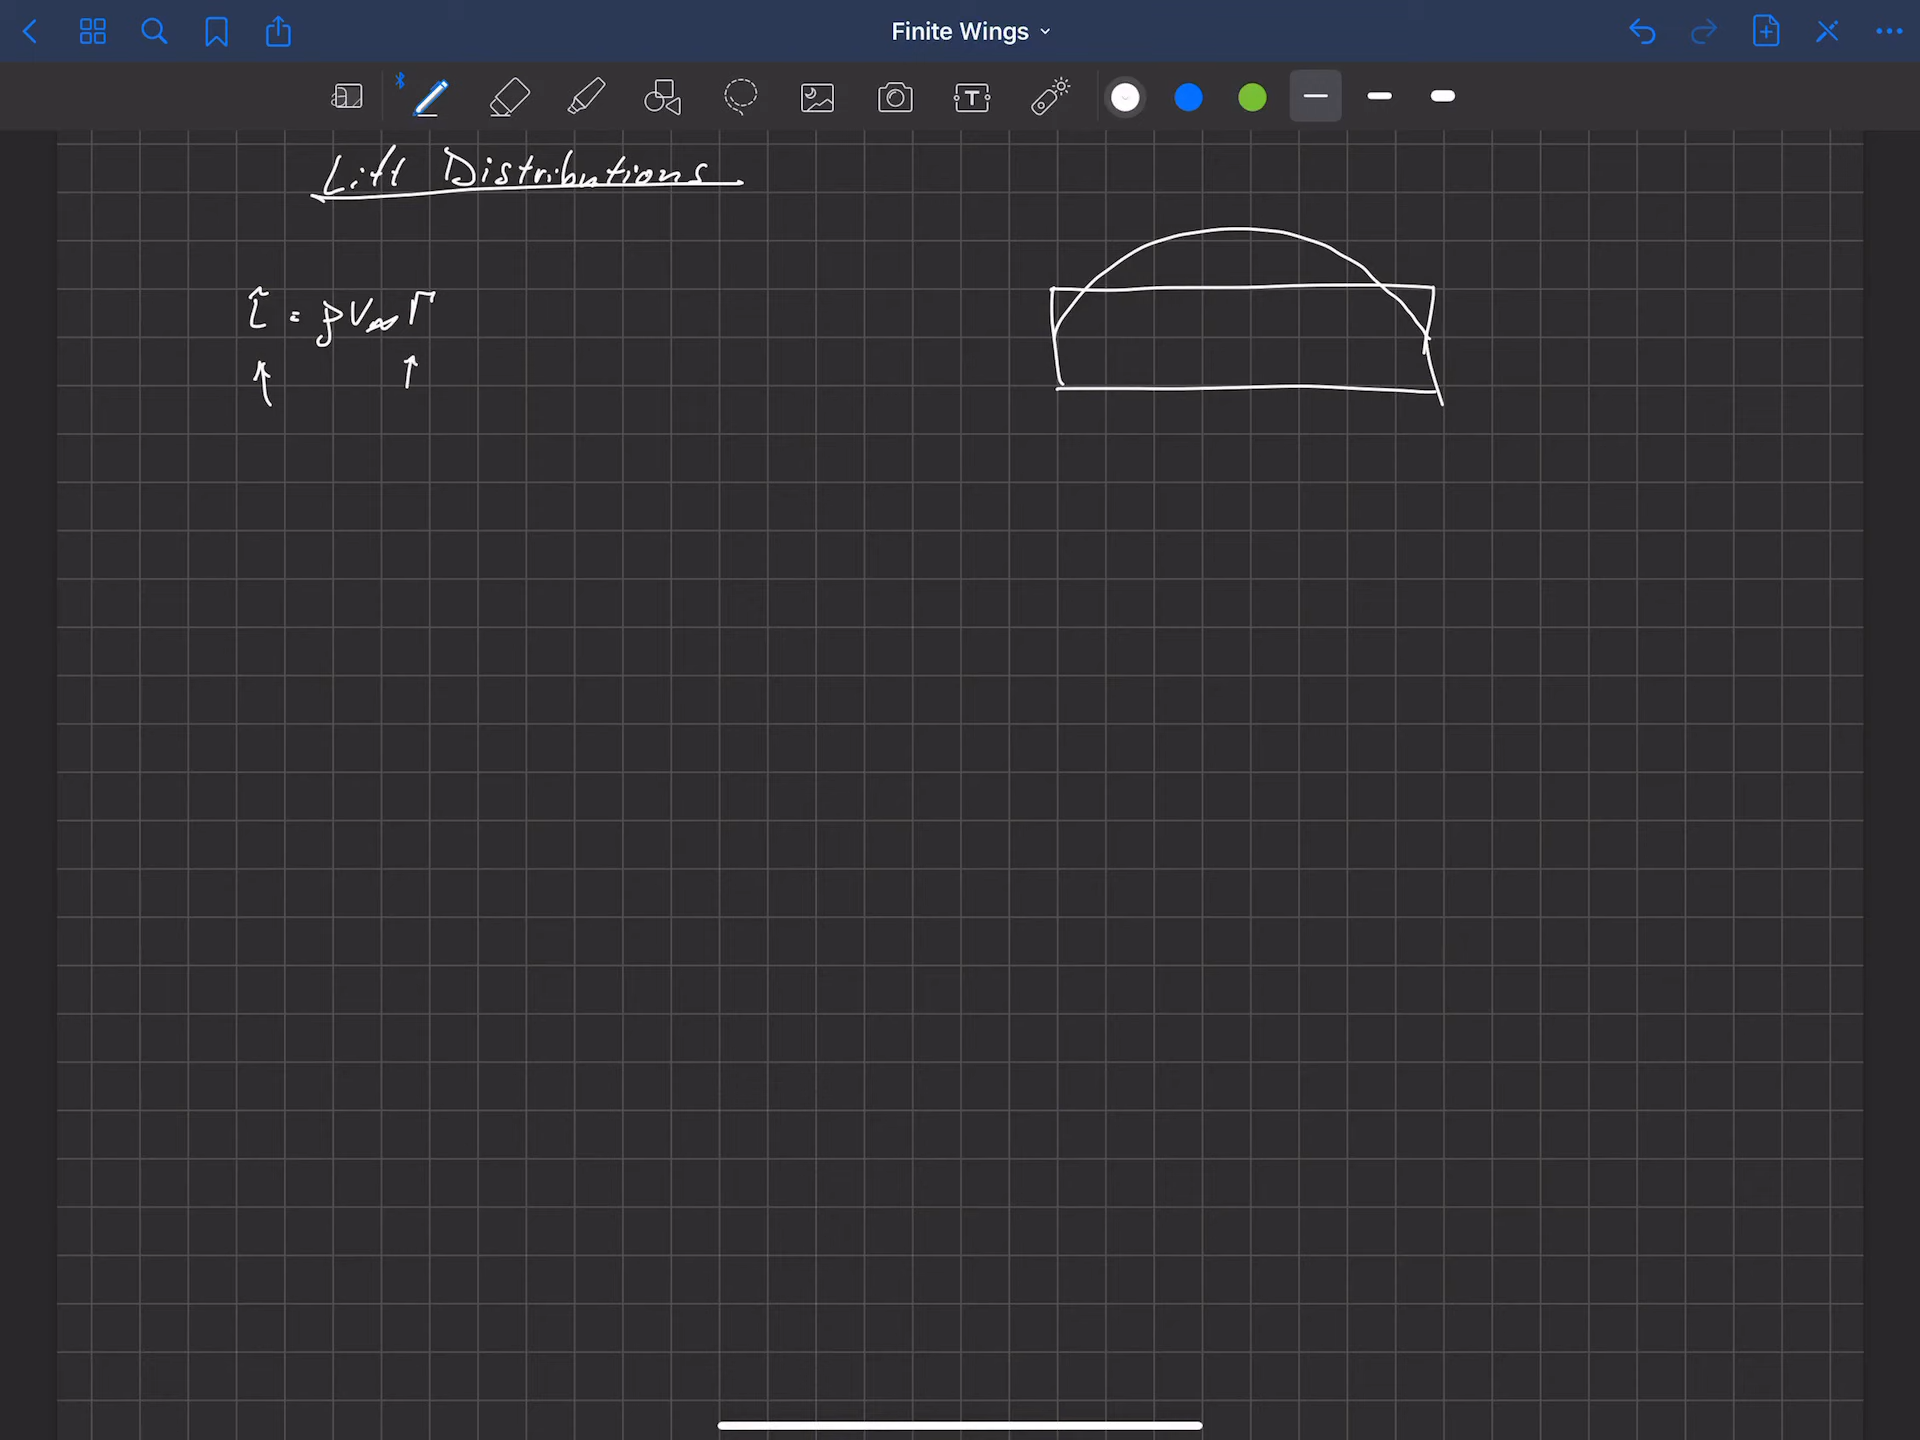 Finite Wings
Lift Distributions
L̃ = ρV∞Γ